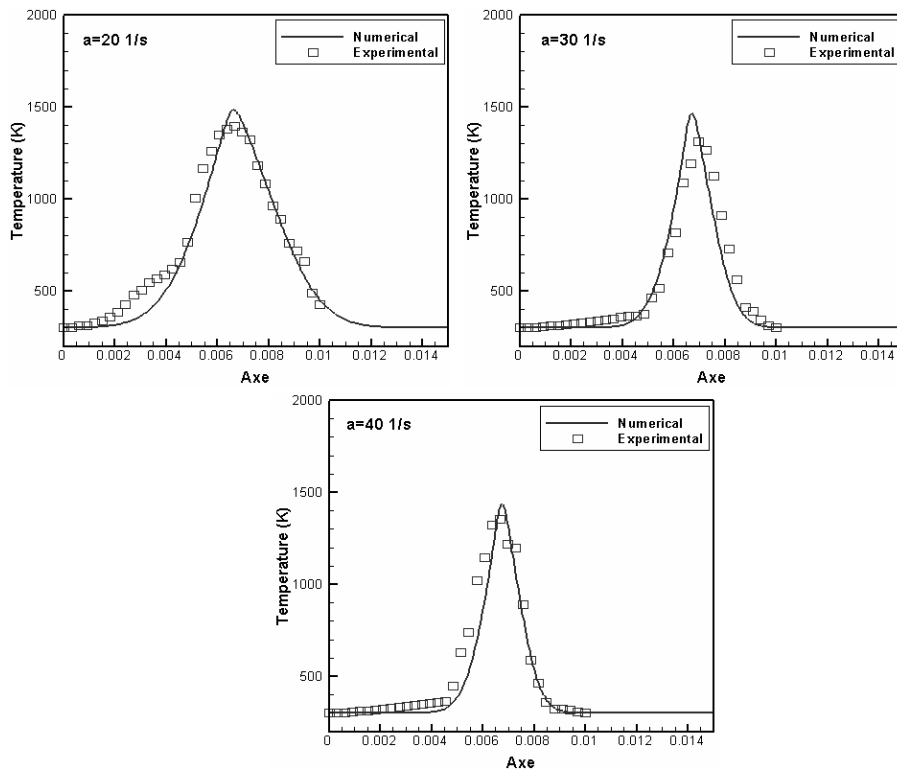 2000
a=20 1/s
Numerical
Experimental
1500
1000
500
Temperature (K)
0
0.002
0.004
0.006
0.008
0.01
0.012
0.014
Axe
2000
a=30 1/s
Numerical
Experimental
1500
1000
500
Temperature (K)
0
0.002
0.004
0.006
0.008
0.01
0.012
0.014
Axe
2000
a=40 1/s
Numerical
Experimental
1500
1000
500
Temperature (K)
0
0.002
0.004
0.006
0.008
0.01
0.012
0.014
Axe